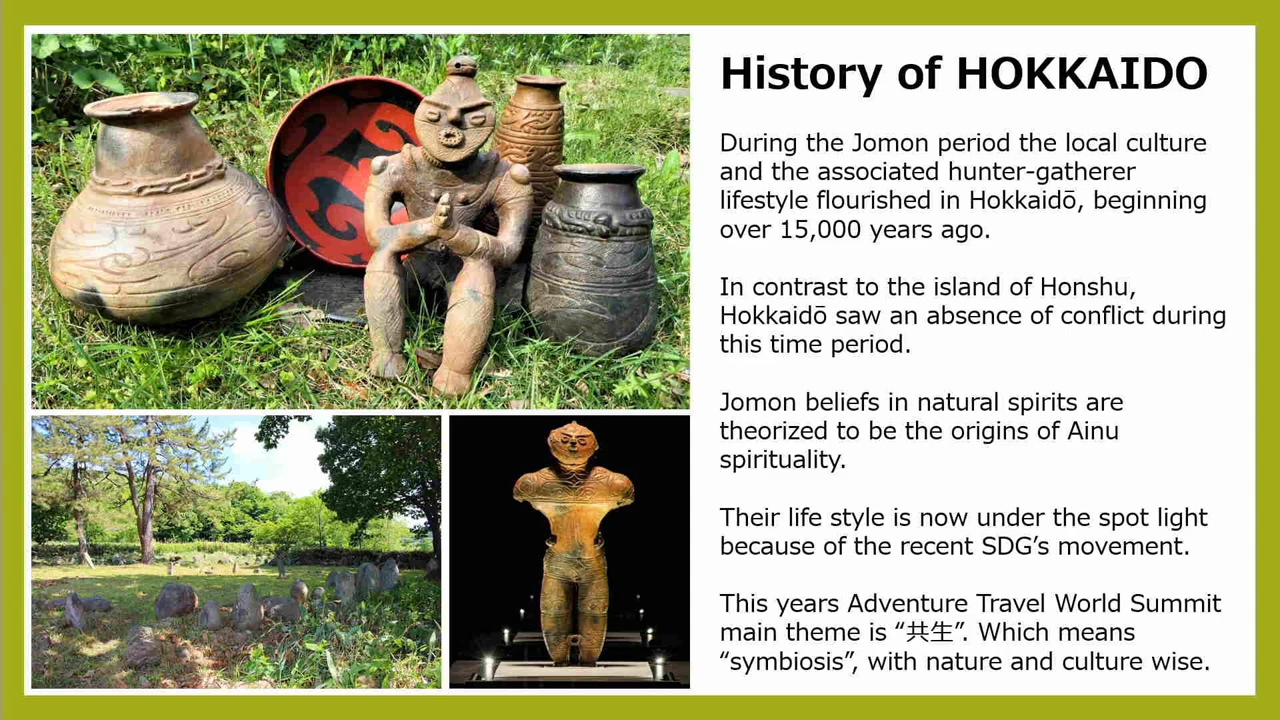 History of HOKKAIDO
During the Jomon period the local culture
and the associated hunter-gatherer
lifestyle flourished in Hokkaidō, beginning
over 15,000 years ago.
In contrast to the island of Honshu,
Hokkaidō saw an absence of conflict during
this time period.
Jomon beliefs in natural spirits are
theorized to be the origins of Ainu
spirituality.
Their life style is now under the spot light
because of the recent SDG’s movement.
This years Adventure Travel World Summit
main theme is “共生”. Which means
“symbiosis”, with nature and culture wise.